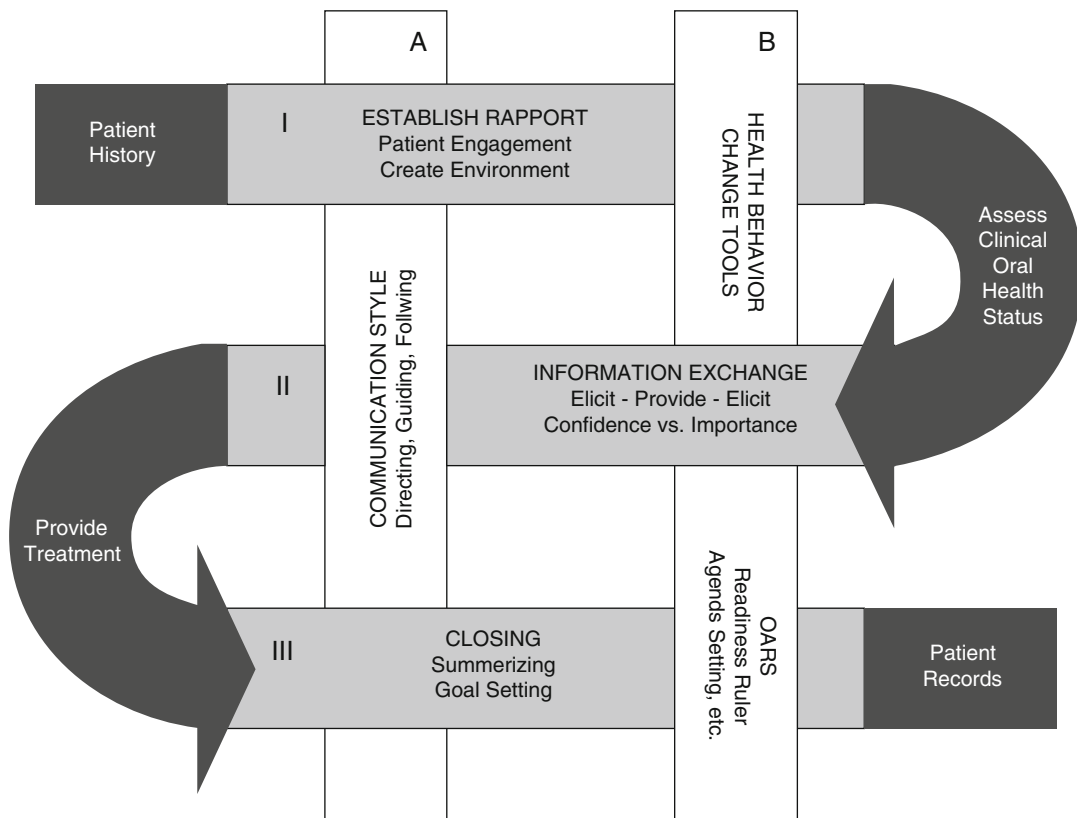 A
B
Patient
History
I
ESTABLISH RAPPORT
Patient Engagement
Create Environment
HEALTH BEHAVIOR
CHANGE TOOLS
Assess
Clinical
Oral
Health
Status
COMMUNICATION STYLE
Directing, Guiding, Follwing
II
INFORMATION EXCHANGE
Elicit - Provide - Elicit
Confidence vs. Importance
Provide
Treatment
III
CLOSING
Summerizing
Goal Setting
OARS
Readiness Ruler
Agends Setting, etc.
Patient
Records